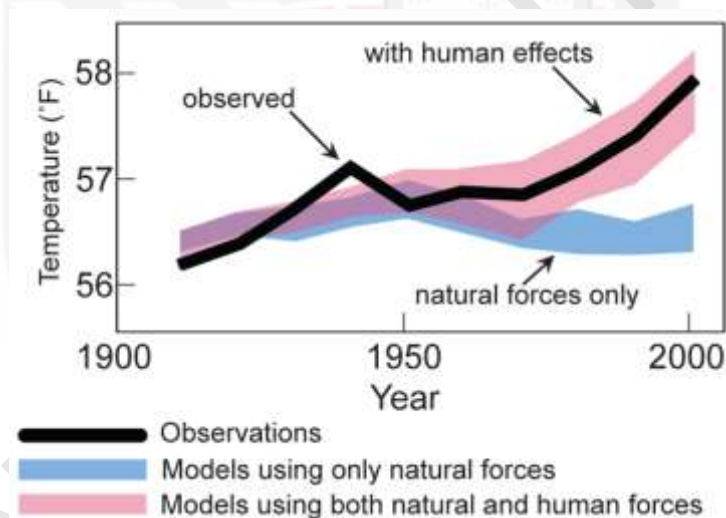 58
with human effects
observed
57
Temperature (˚F)
56
natural forces only
1900
1950
2000
Year
Observations
Models using only natural forces
Models using both natural and human forces